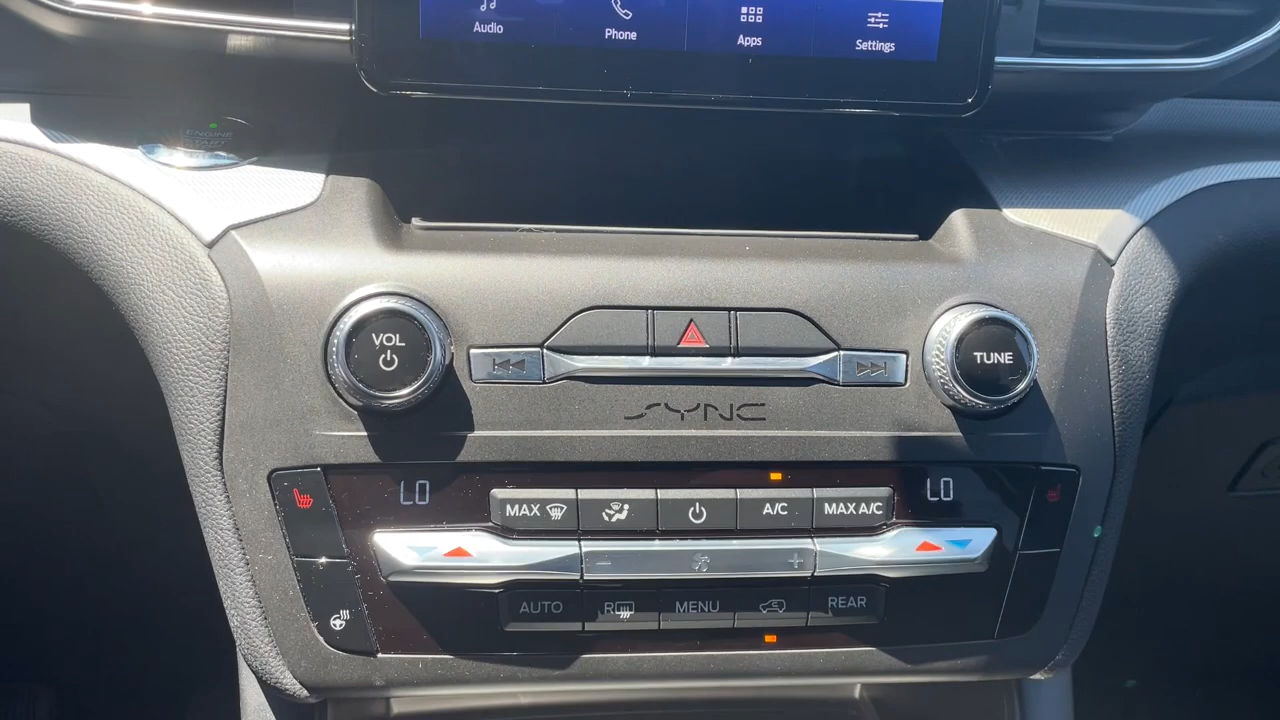 Audio
Phone
Apps
Settings
ENGINE
START
VOL
TUNE
SYNC
LO
LO
MAX
A/C
MAX A/C
AUTO
R
MENU
REAR